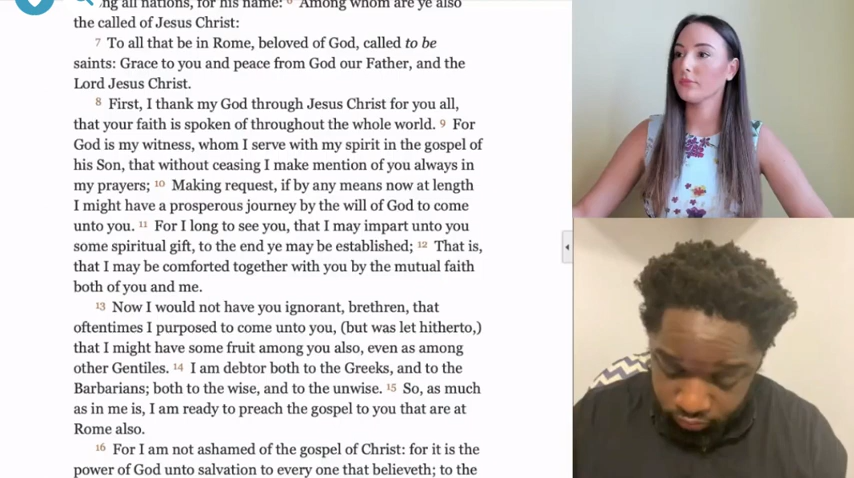 ng all nations, for his name: 6 Among whom are ye also
the called of Jesus Christ:
7 To all that be in Rome, beloved of God, called to be
saints: Grace to you and peace from God our Father, and the
Lord Jesus Christ.
8 First, I thank my God through Jesus Christ for you all,
that your faith is spoken of throughout the whole world. 9 For
God is my witness, whom I serve with my spirit in the gospel of
his Son, that without ceasing I make mention of you always in
my prayers; 10 Making request, if by any means now at length
I might have a prosperous journey by the will of God to come
unto you. 11 For I long to see you, that I may impart unto you
some spiritual gift, to the end ye may be established; 12 That is,
that I may be comforted together with you by the mutual faith
both of you and me.
13 Now I would not have you ignorant, brethren, that
oftentimes I purposed to come unto you, (but was let hitherto,)
that I might have some fruit among you also, even as among
other Gentiles. 14 I am debtor both to the Greeks, and to the
Barbarians; both to the wise, and to the unwise. 15 So, as much
as in me is, I am ready to preach the gospel to you that are at
Rome also.
16 For I am not ashamed of the gospel of Christ: for it is the
power of God unto salvation to every one that believeth; to the